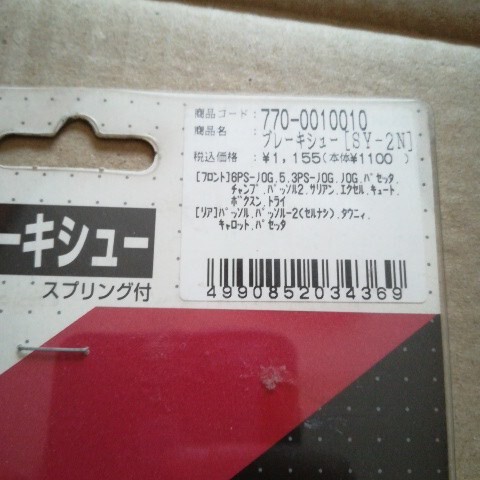 商品コード: 770-0010010
商品名: ブレーキシュー[SY-2N]
税込価格: ¥1,155(本体¥1100 )
[フロント]6PS-JOG,5.3PS-JOG,JOG,パセッタ,
チャンプ,パッソル2,サリアン,エクセル,キュート,
ボクスン,トライ
[リア]パッソル,パッソル-2(セルナシ),タウニィ,
キャロット,パセッタ
4990852034369
ーキシュー
スプリング付